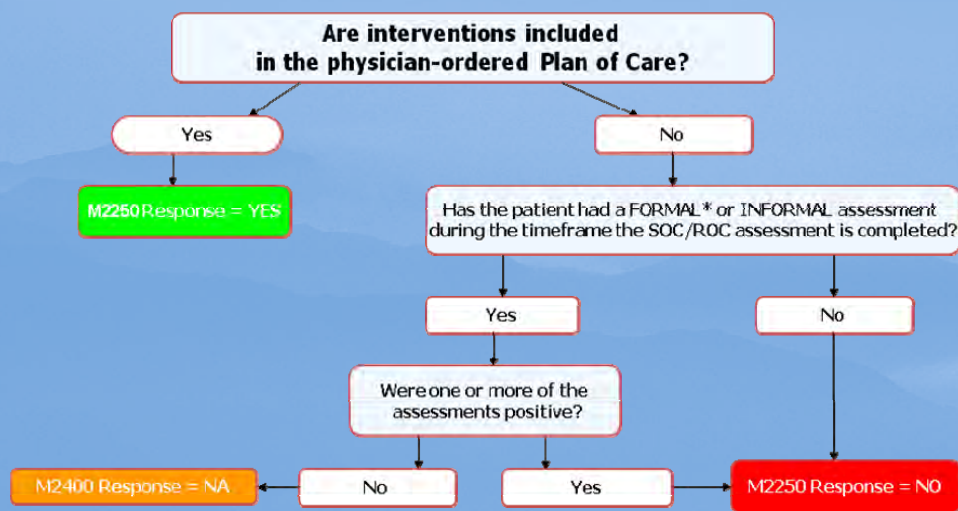 Are interventions included
in the physician-ordered Plan of Care?
Yes
No
M2250 Response = YES
Has the patient had a FORMAL* or INFORMAL assessment
during the timeframe the SOC/ROC assessment is completed?
Yes
No
Were one or more of the
assessments positive?
M2400 Response = NA
No
Yes
M2250 Response = NO